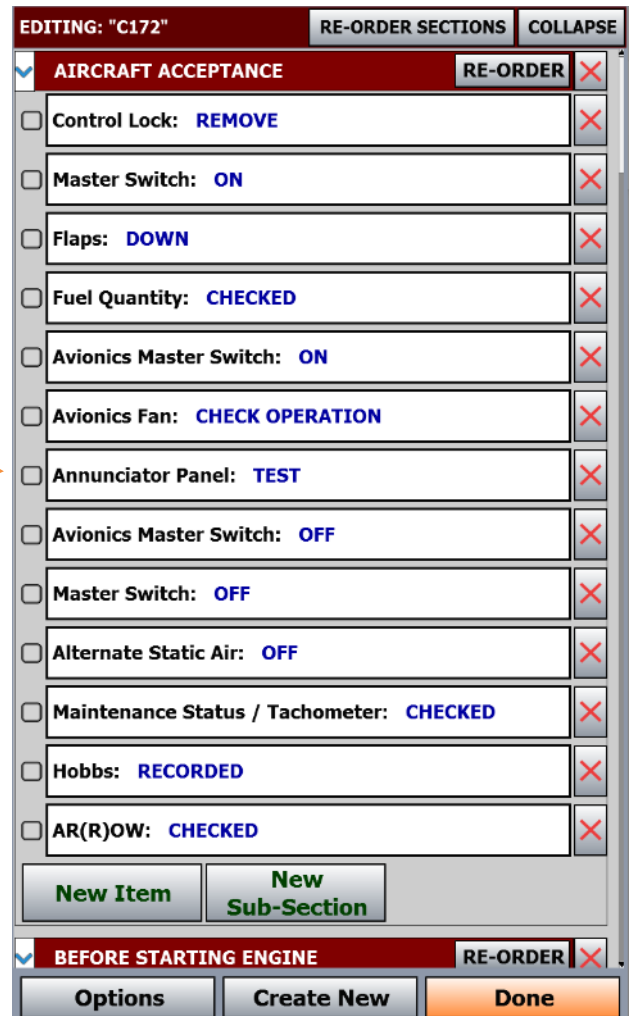 EDITING: "C172" RE-ORDER SECTIONS COLLAPSE
AIRCRAFT ACCEPTANCE RE-ORDER
Control Lock: REMOVE
Master Switch: ON
Flaps: DOWN
Fuel Quantity: CHECKED
Avionics Master Switch: ON
Avionics Fan: CHECK OPERATION
Annunciator Panel: TEST
Avionics Master Switch: OFF
Master Switch: OFF
Alternate Static Air: OFF
Maintenance Status / Tachometer: CHECKED
Hobbs: RECORDED
AR(R)OW: CHECKED
New Item
New
Sub-Section
BEFORE STARTING ENGINE RE-ORDER
Options Create New Done